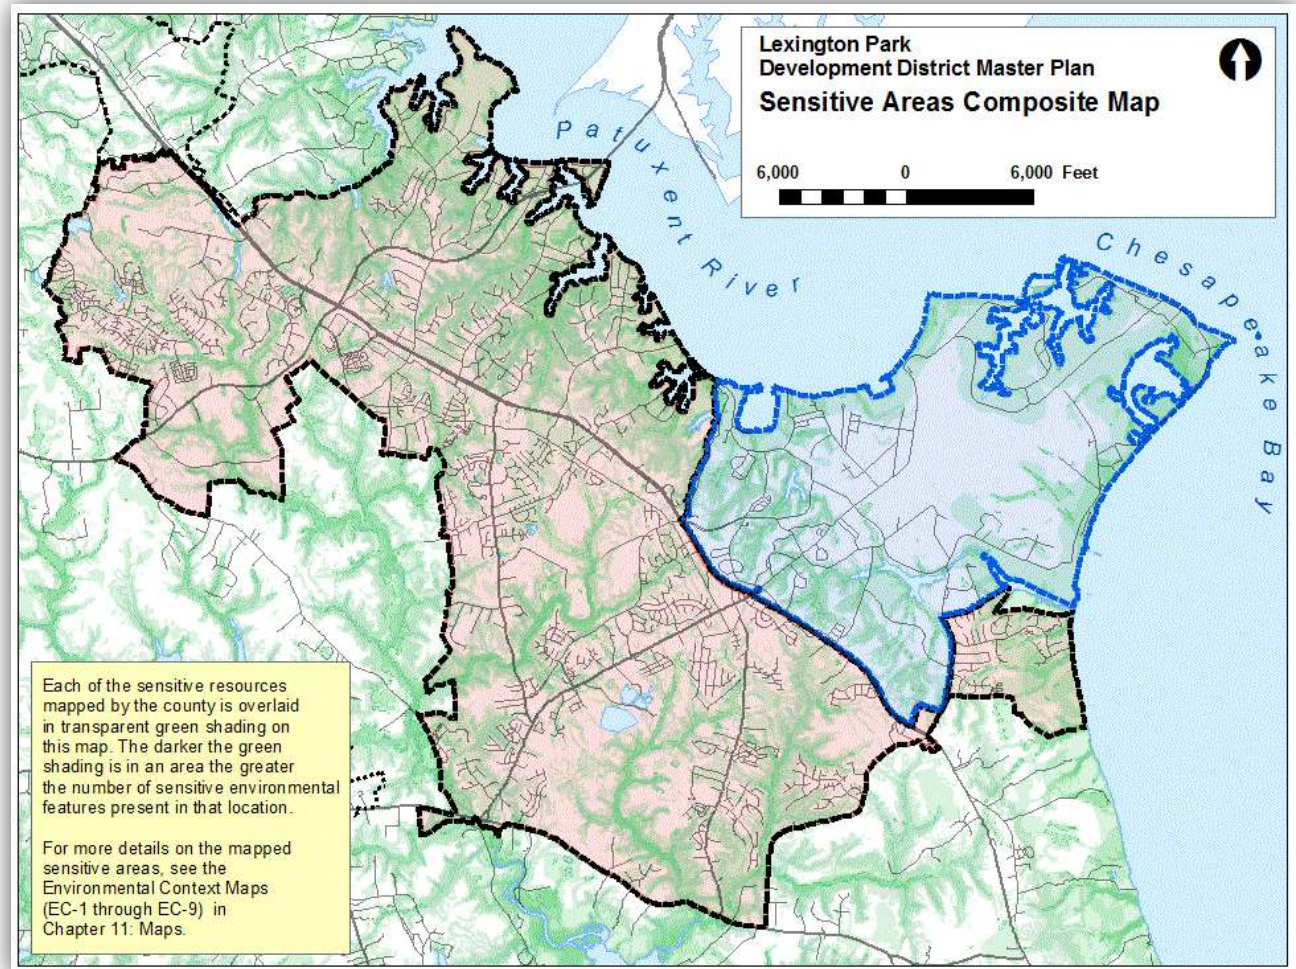 Lexington Park
Development District Master Plan
Sensitive Areas Composite Map
6,000 0 6,000 Feet
Patuxent River
Chesapeake Bay
Each of the sensitive resources
mapped by the county is overlaid
in transparent green shading on
this map. The darker the green
shading is in an area the greater
the number of sensitive environmental
features present in that location.
For more details on the mapped
sensitive areas, see the
Environmental Context Maps
(EC-1 through EC-9) in
Chapter 11: Maps.